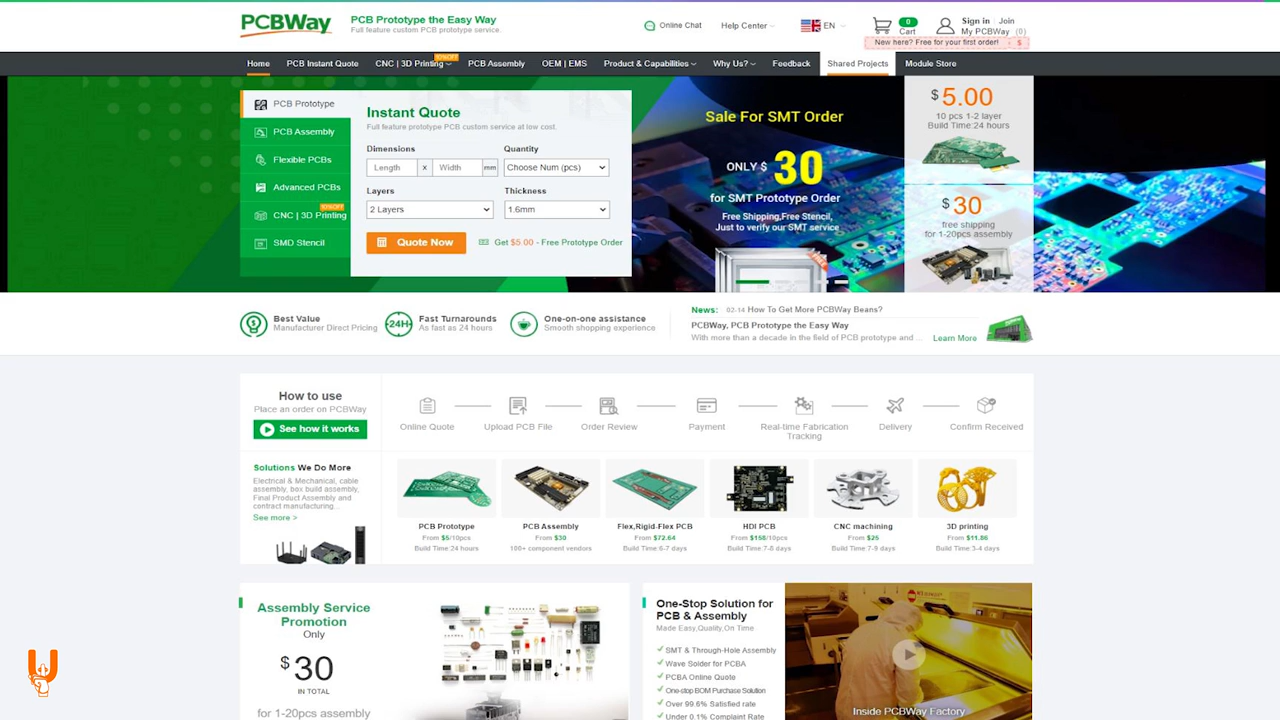 PCBWay
PCB Prototype the Easy Way
Full feature custom PCB prototype service.
Online Chat
Help Center
EN
0
Cart
Sign in
Join
My PCBWay (0)
New here? Free for your first order!
$
Home
PCB Instant Quote
CNC | 3D Printing
PCB Assembly
OEM | EMS
Product & Capabilities
Why Us?
Feedback
Shared Projects
Module Store
PCB Prototype
PCB Assembly
Flexible PCBs
Advanced PCBs
CNC | 3D Printing
SMD Stencil
Instant Quote
Full feature prototype PCB custom service at low cost.
Dimensions
Quantity
Length
x
Width
mm
Choose Num (pcs)
Layers
Thickness
2 Layers
1.6mm
Quote Now
Get $5.00 - Free Prototype Order
Sale For SMT Order
ONLY $ 30
for SMT Prototype Order
Free Shipping,Free Stencil,
Just to verify our SMT service
FREE
$5.00
10 pcs 1-2 layer
Build Time:24 hours
$30
free shipping
for 1-20pcs assembly
Best Value
Manufacturer Direct Pricing
24H
Fast Turnarounds
As fast as 24 hours
One-on-one assistance
Smooth shopping experience
News: 02-14 How To Get More PCBWay Beans?
PCBWay, PCB Prototype the Easy Way
With more than a decade in the field of PCB prototype and ...
Learn More
How to use
Place an order on PCBWay
See how it works
Online Quote
Upload PCB File
Order Review
Payment
Real-time Fabrication
Tracking
Delivery
Confirm Received
Solutions We Do More
Electrical & Mechanical, cable
assembly, box build assembly,
Final Product Assembly and
contract manufacturing...
See more >
PCB Prototype
From $5/10pcs
Build Time:24 hours
PCB Assembly
From $30
100+ component vendors
Flex,Rigid-Flex PCB
From $72.64
Build Time:6-7 days
HDI PCB
From $156/10pcs
Build Time:7-8 days
CNC machining
From $25
Build Time:7-9 days
3D printing
From $11.86
Build Time:3-4 days
Assembly Service
Promotion
Only
$30
IN TOTAL
for 1-20pcs assembly
One-Stop Solution for
PCB & Assembly
Made Easy,Quality,On Time
SMT & Through-Hole Assembly
Wave Solder for PCBA
PCBA Online Quote
One-stop BOM Purchase Solution
Over 99.6% Satisfied rate
Under 0.1% Complaint Rate
Inside PCBWay Factory